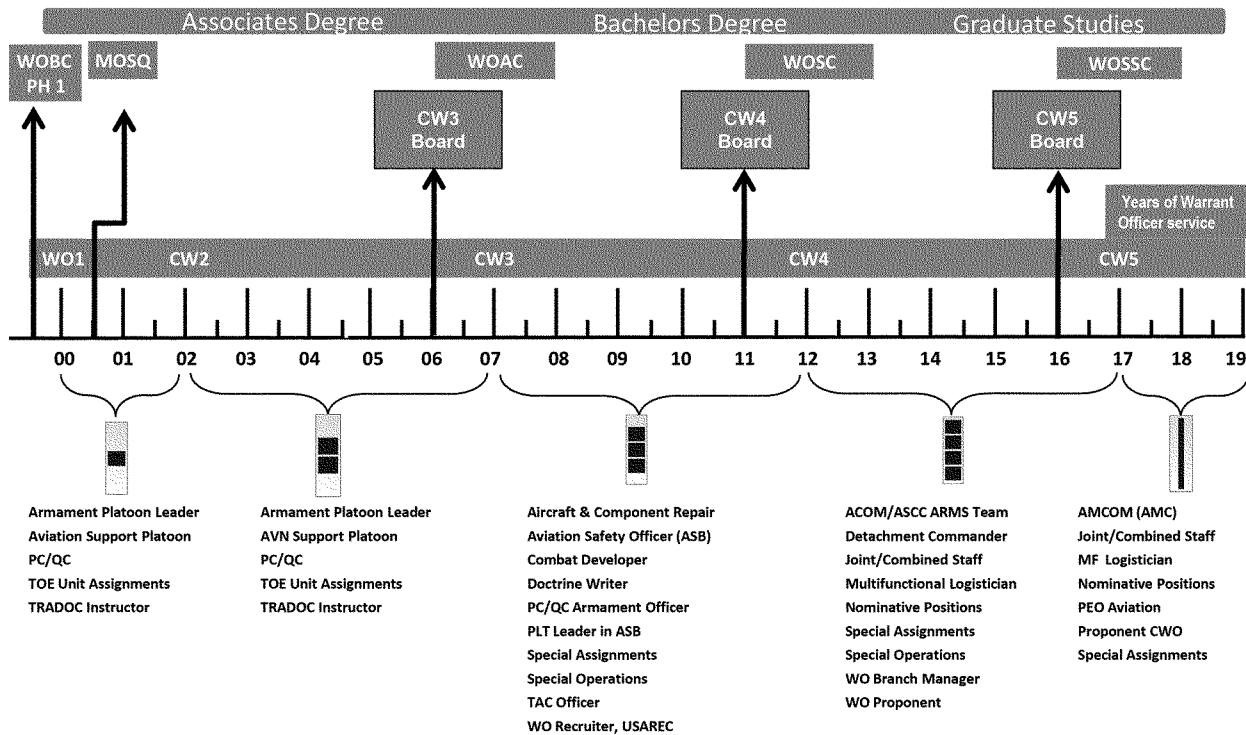 Associates Degree Bachelors Degree Graduate Studies
WOBC
PH 1
MOSQ
WOAC
WOSC
WOSSC
CW3
Board
CW4
Board
CW5
Board
Years of Warrant
Officer service
WO1 CW2 CW3 CW4 CW5
00 01 02 03 04 05 06 07 08 09 10 11 12 13 14 15 16 17 18 19
Armament Platoon Leader
Aviation Support Platoon
PC/QC
TOE Unit Assignments
TRADOC Instructor
Armament Platoon Leader
AVN Support Platoon
PC/QC
TOE Unit Assignments
TRADOC Instructor
Aircraft & Component Repair
Aviation Safety Officer (ASB)
Combat Developer
Doctrine Writer
PC/QC Armament Officer
PLT Leader in ASB
Special Assignments
Special Operations
TAC Officer
WO Recruiter, USAREC
ACOM/ASCC ARMS Team
Detachment Commander
Joint/Combined Staff
Multifunctional Logistician
Nominative Positions
Special Assignments
Special Operations
WO Branch Manager
WO Proponent
AMCOM (AMC)
Joint/Combined Staff
MF Logistician
Nominative Positions
PEO Aviation
Proponent CWO
Special Assignments